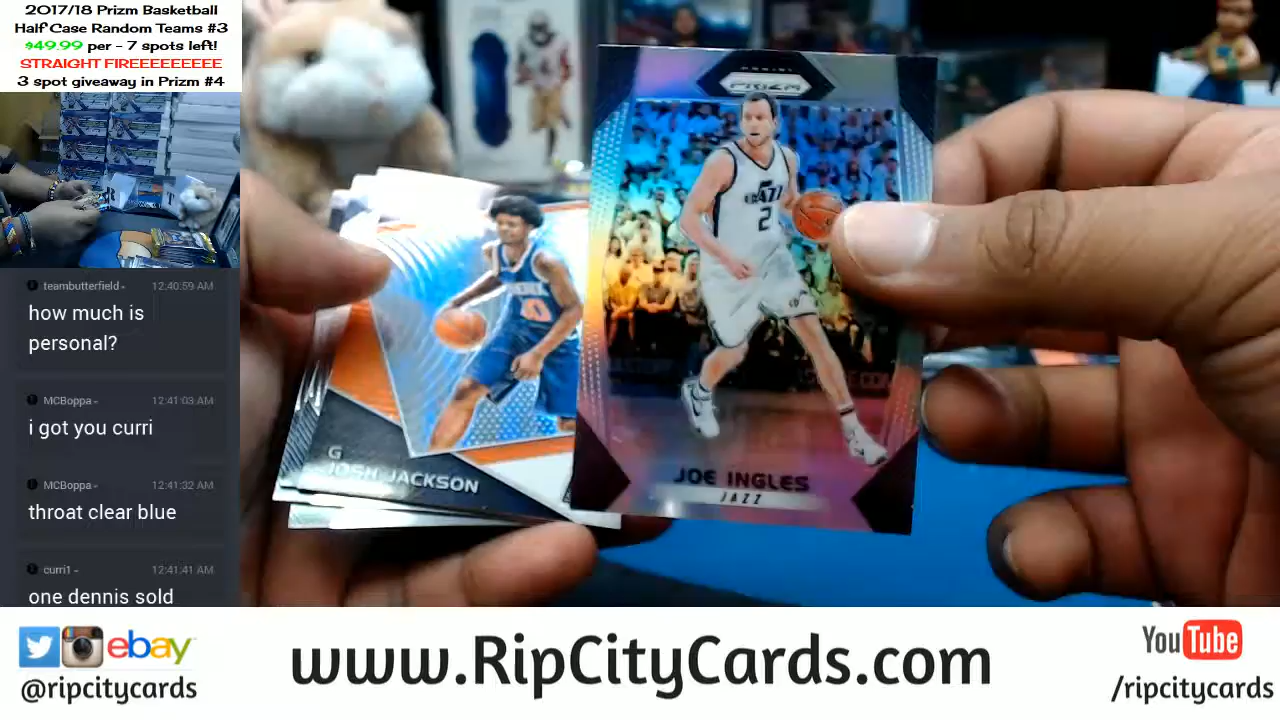 2017/18 Prizm Basketball
Half Case Random Teams #3
$49.99 per - 7 spots left!
STRAIGHT FIREEEEEEEEE
3 spot giveaway in Prizm #4
teambutterfield- 12:40:59 AM
how much is
personal?
MCBoppa- 12:41:03 AM
i got you curri
MCBoppa- 12:41:32 AM
throat clear blue
curri1- 12:41:41 AM
one dennis sold
PANINI
PRIZM
JAZZ
2
JOE INGLES
JAZZ
G
JOSH JACKSON
ebay
@ripcitycards
www.RipCityCards.com
YouTube
/ripcitycards